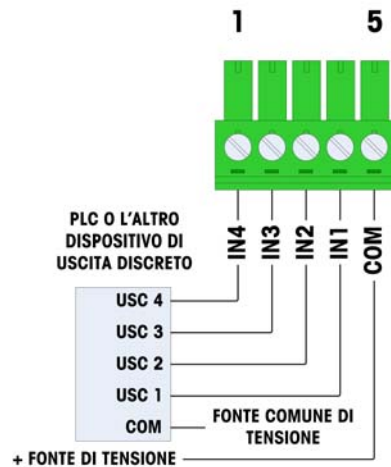 1 5
IN4 IN3 IN2 IN1 COM
PLC O L'ALTRO
DISPOSITIVO DI
USCITA DISCRETO
USC 4
USC 3
USC 2
USC 1
COM
FONTE COMUNE DI
TENSIONE
+ FONTE DI TENSIONE